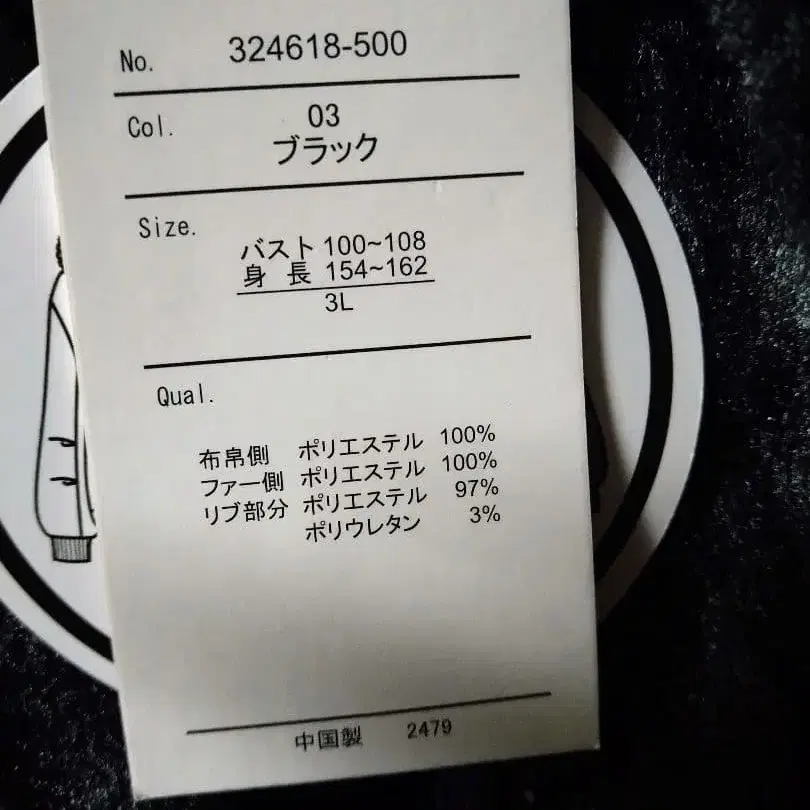 No. 324618-500
Col. 03
ブラック
Size.
バスト 100~108
身 長 154~162
3L
Qual.
布帛側 ポリエステル 100%
ファー側 ポリエステル 100%
リブ部分 ポリエステル 97%
ポリウレタン 3%
中国製 2479